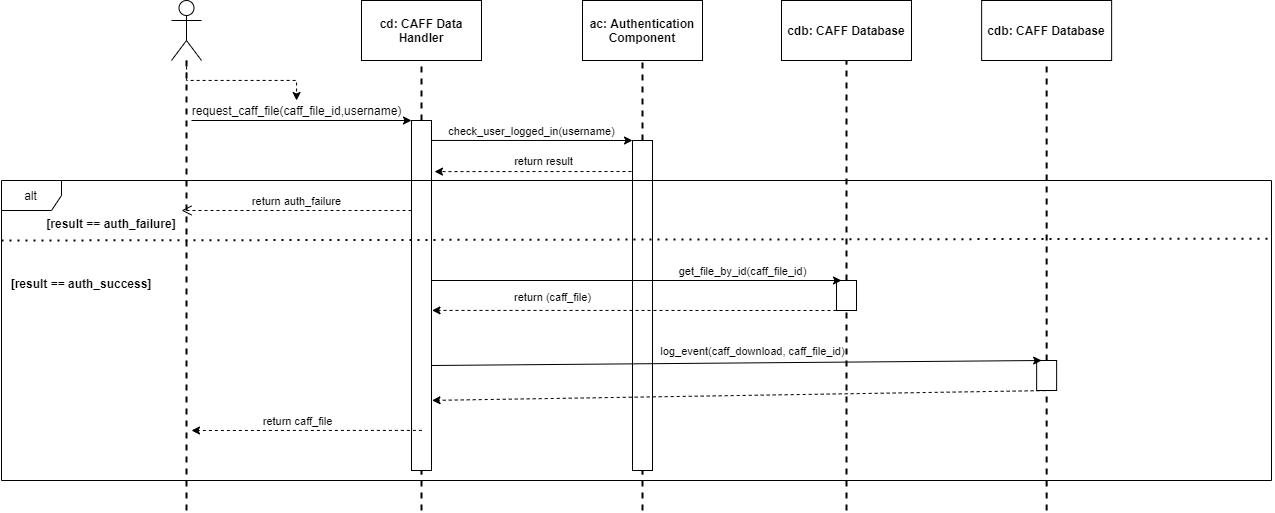 cd: CAFF Data
Handler
ac: Authentication
Component
cdb: CAFF Database
cdb: CAFF Database
request_caff_file(caff_file_id,username)
check_user_logged_in(username)
return result
alt
return auth_failure
[result == auth_failure]
get_file_by_id(caff_file_id)
[result == auth_success]
return (caff_file)
log_event(caff_download, caff_file_id)
return caff_file